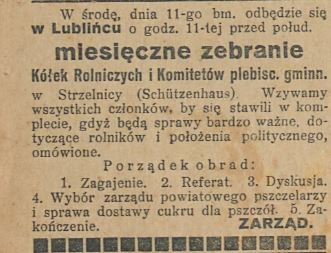 W środę, dnia 11-go bm. odbędzie się
w Lublińcu o godz. 11-tej przed połud.
miesięczne zebranie
Kółek Rolniczych i Komitetów plebisc. gminn.
w Strzelnicy (Schützenhaus). Wzywamy
wszystkich członków, by się stawili w kom-
plecie, gdyż będą sprawy bardzo ważne, do-
tyczące rolników i położenia politycznego,
omówione.
Porządek obrad:
1. Zagajenie. 2. Referat. 3. Dyskusja.
4. Wybór zarządu powiatowego pszczelarzy
i sprawa dostawy cukru dla pszczół. 5. Za-
kończenie. ZARZĄD.